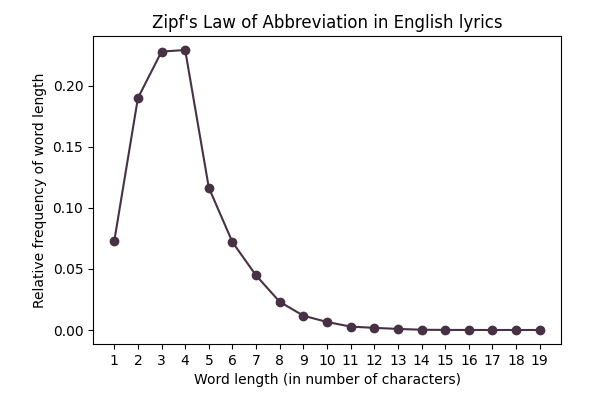 Zipf's Law of Abbreviation in English lyrics
Relative frequency of word length
0.20
0.15
0.10
0.05
0.00
1 2 3 4 5 6 7 8 9 10 11 12 13 14 15 16 17 18 19
Word length (in number of characters)